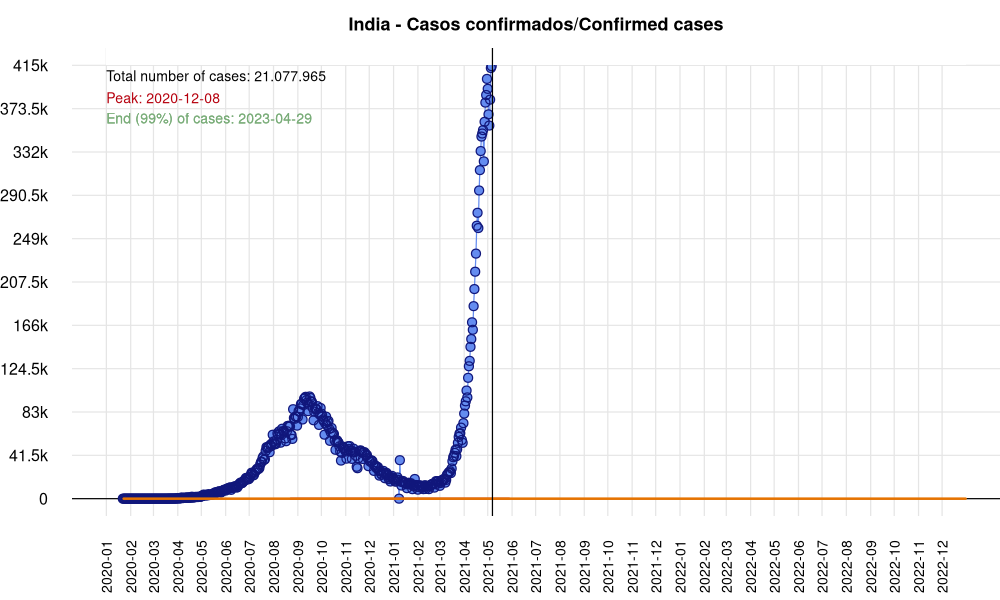 India - Casos confirmados/Confirmed cases
Total number of cases: 21.077.965
Peak: 2020-12-08
End (99%) of cases: 2023-04-29
415k
373.5k
332k
290.5k
249k
207.5k
166k
124.5k
83k
41.5k
0
2020-01
2020-02
2020-03
2020-04
2020-05
2020-06
2020-07
2020-08
2020-09
2020-10
2020-11
2020-12
2021-01
2021-02
2021-03
2021-04
2021-05
2021-06
2021-07
2021-08
2021-09
2021-10
2021-11
2021-12
2022-02
2022-02
2022-03
2022-04
2022-05
2022-06
2022-07
2022-08
2022-09
2022-10
2022-11
2022-12